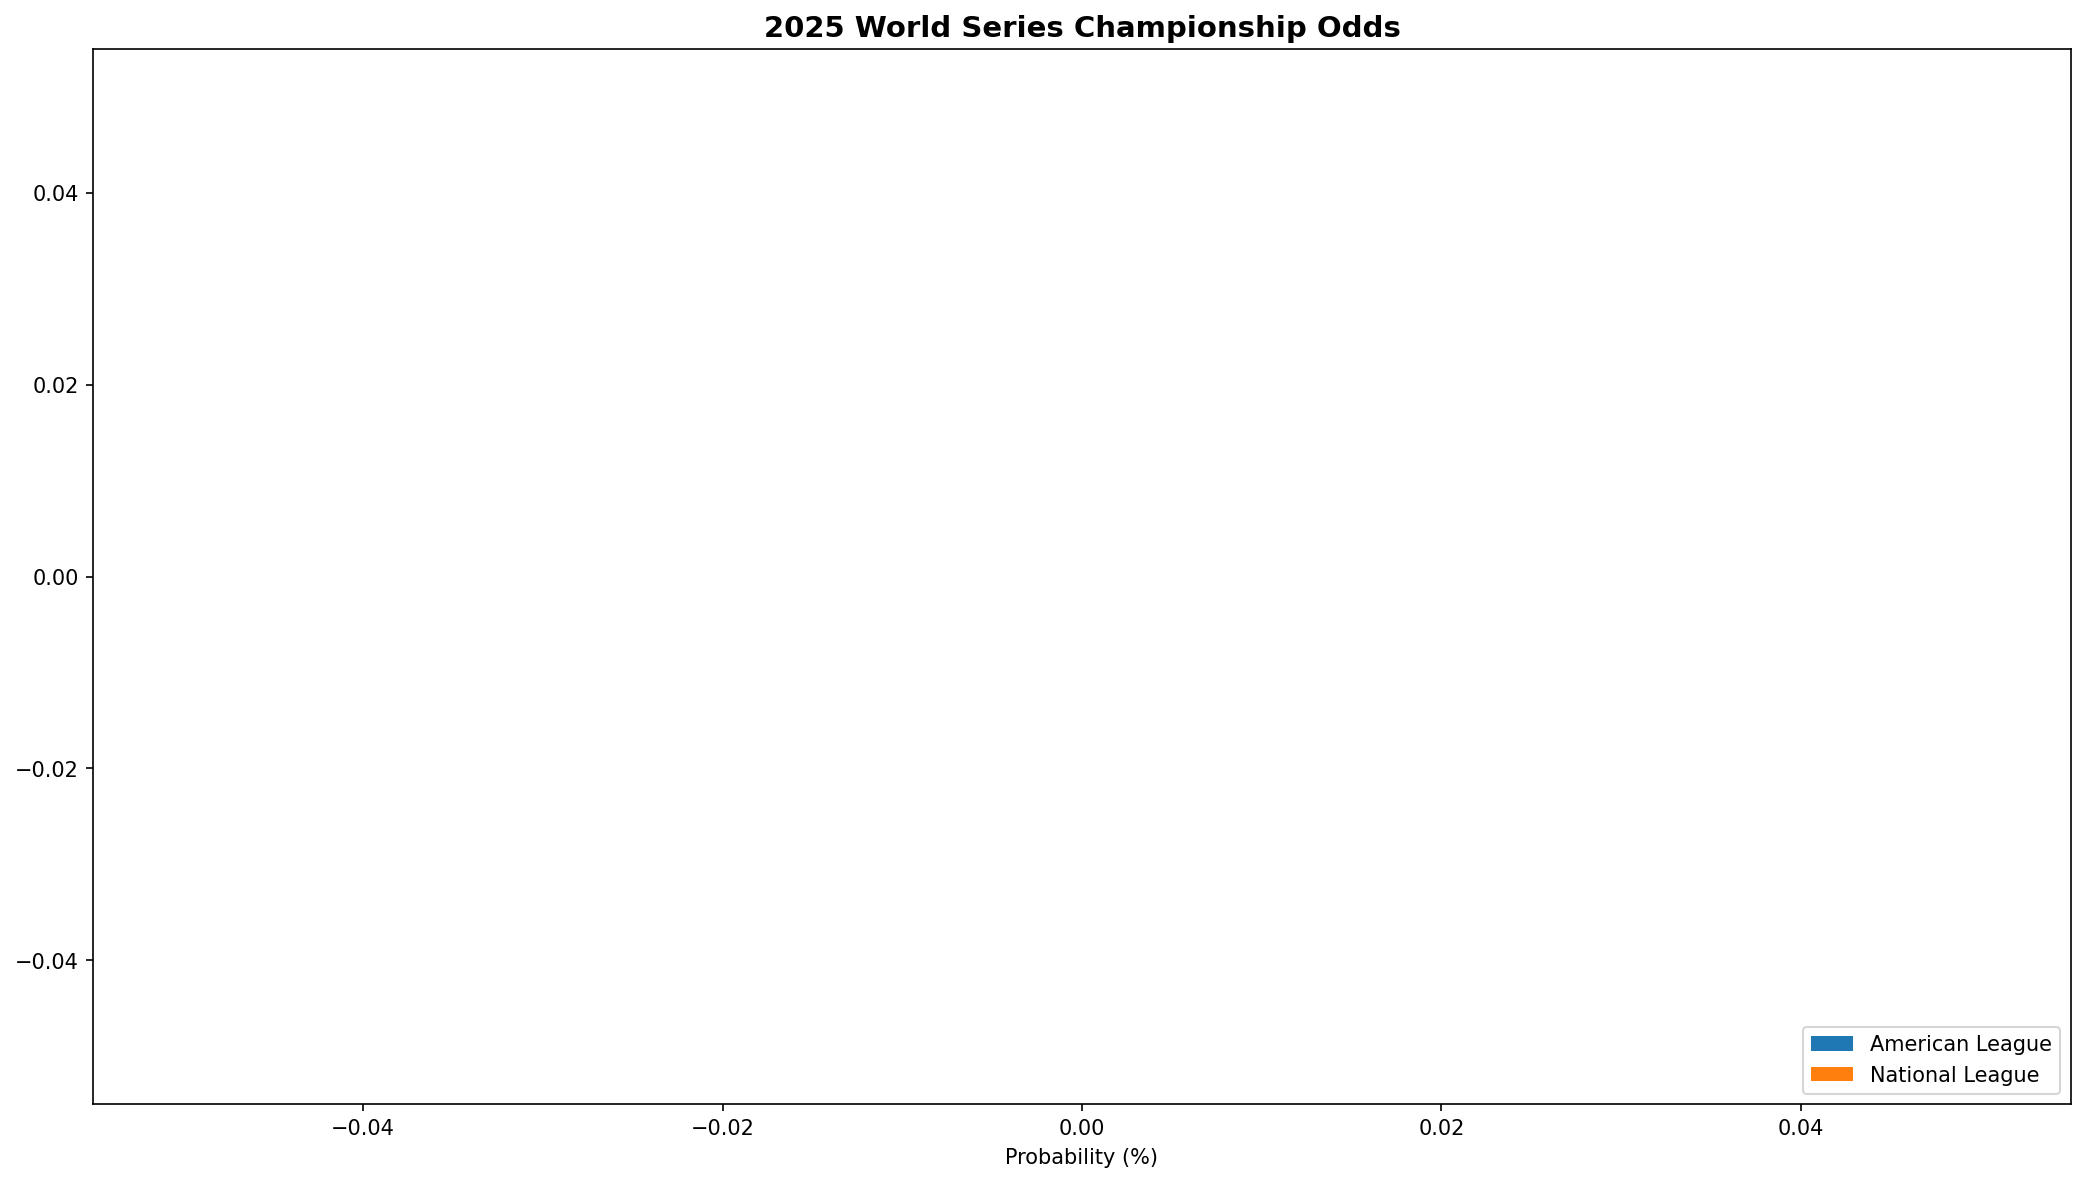 2025 World Series Championship Odds
0.04
0.02
0.00
−0.02
−0.04
American League
National League
−0.04 −0.02 0.00 0.02 0.04
Probability (%)